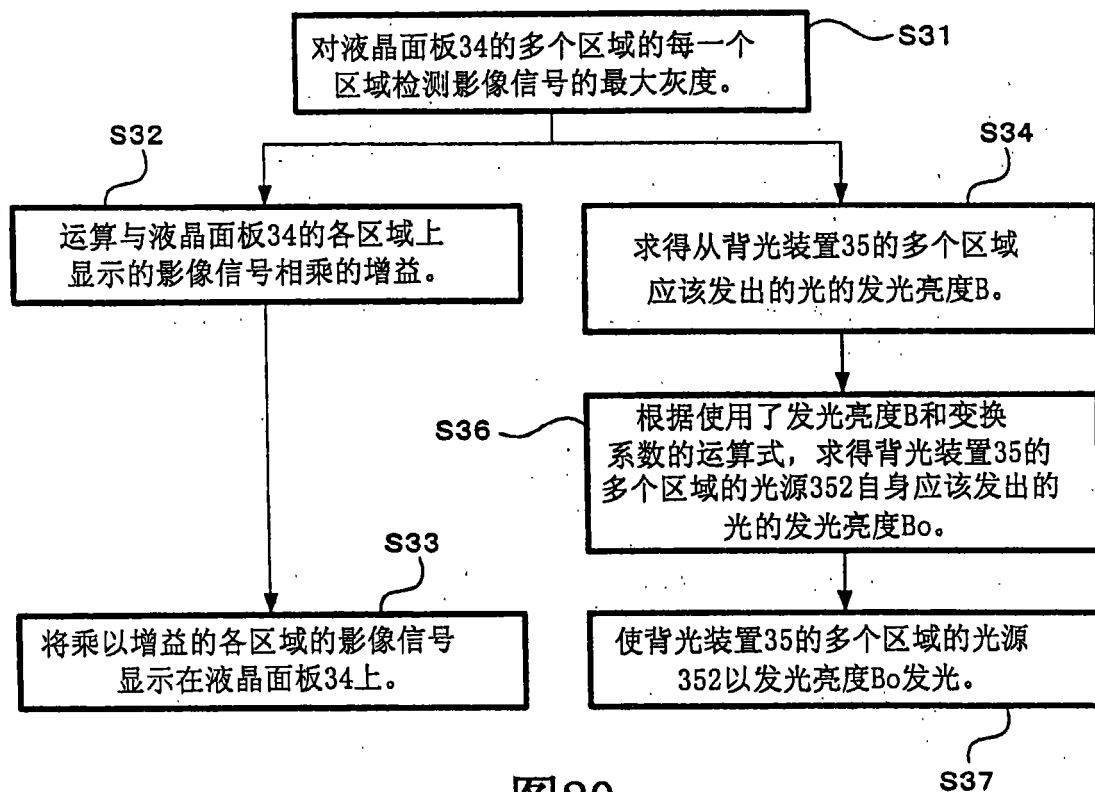 对液晶面板34的多个区域的每一个
区域检测影像信号的最大灰度。
S31
S32
S34
运算与液晶面板34的各区域上
显示的影像信号相乘的增益。
求得从背光装置35的多个区域
应该发出的光的发光亮度B。
S36
根据使用了发光亮度B和变换
系数的运算式，求得背光装置35的
多个区域的光源352自身应该发出的
光的发光亮度Bo。
S33
将乘以增益的各区域的影像信号
显示在液晶面板34上。
使背光装置35的多个区域的光源
352以发光亮度Bo发光。
S37